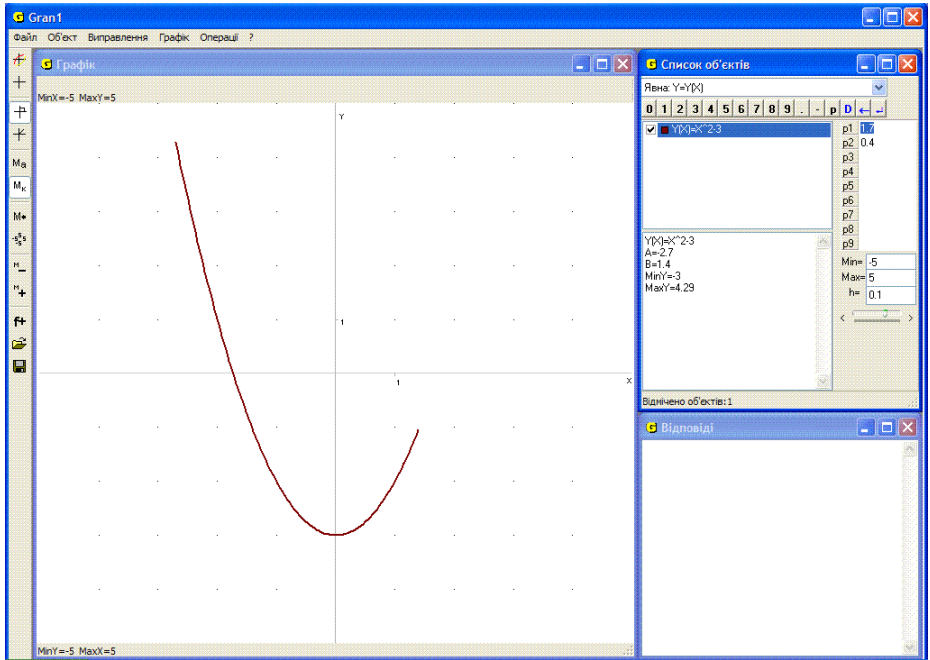 Gran1
Файл Об'єкт Виправлення Графік Операції ?
Графік
MinX=-5 MaxY=5
Y
1
1
X
MinY=-5 MaxX=5
Ma
Mк
M*
M
M+
f+
Список об'єктів
Явна: Y=Y(X)
0 1 2 3 4 5 6 7 8 9 . - p D ← ↵
Y(X)=X^2-3
p1 1.7
p2 0.4
p3
p4
p5
p6
p7
p8
p9
Y(X)=X^2-3
A=-2.7
B=1.4
MinY=-3
MaxY=4.29
Min= -5
Max= 5
h= 0.1
< >
Відмічено об'єктів:1
Відповіді